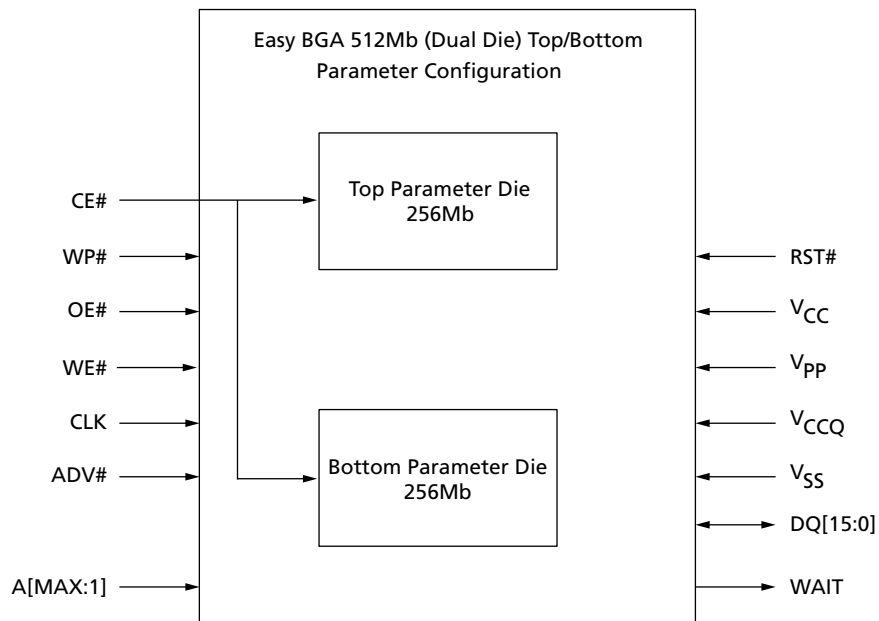 Easy BGA 512Mb (Dual Die) Top/Bottom
Parameter Configuration
Top Parameter Die
256Mb
CE#
WP#
OE#
WE#
CLK
ADV#
A[MAX:1]
Bottom Parameter Die
256Mb
RST#
VCC
VPP
VCCQ
VSS
DQ[15:0]
WAIT